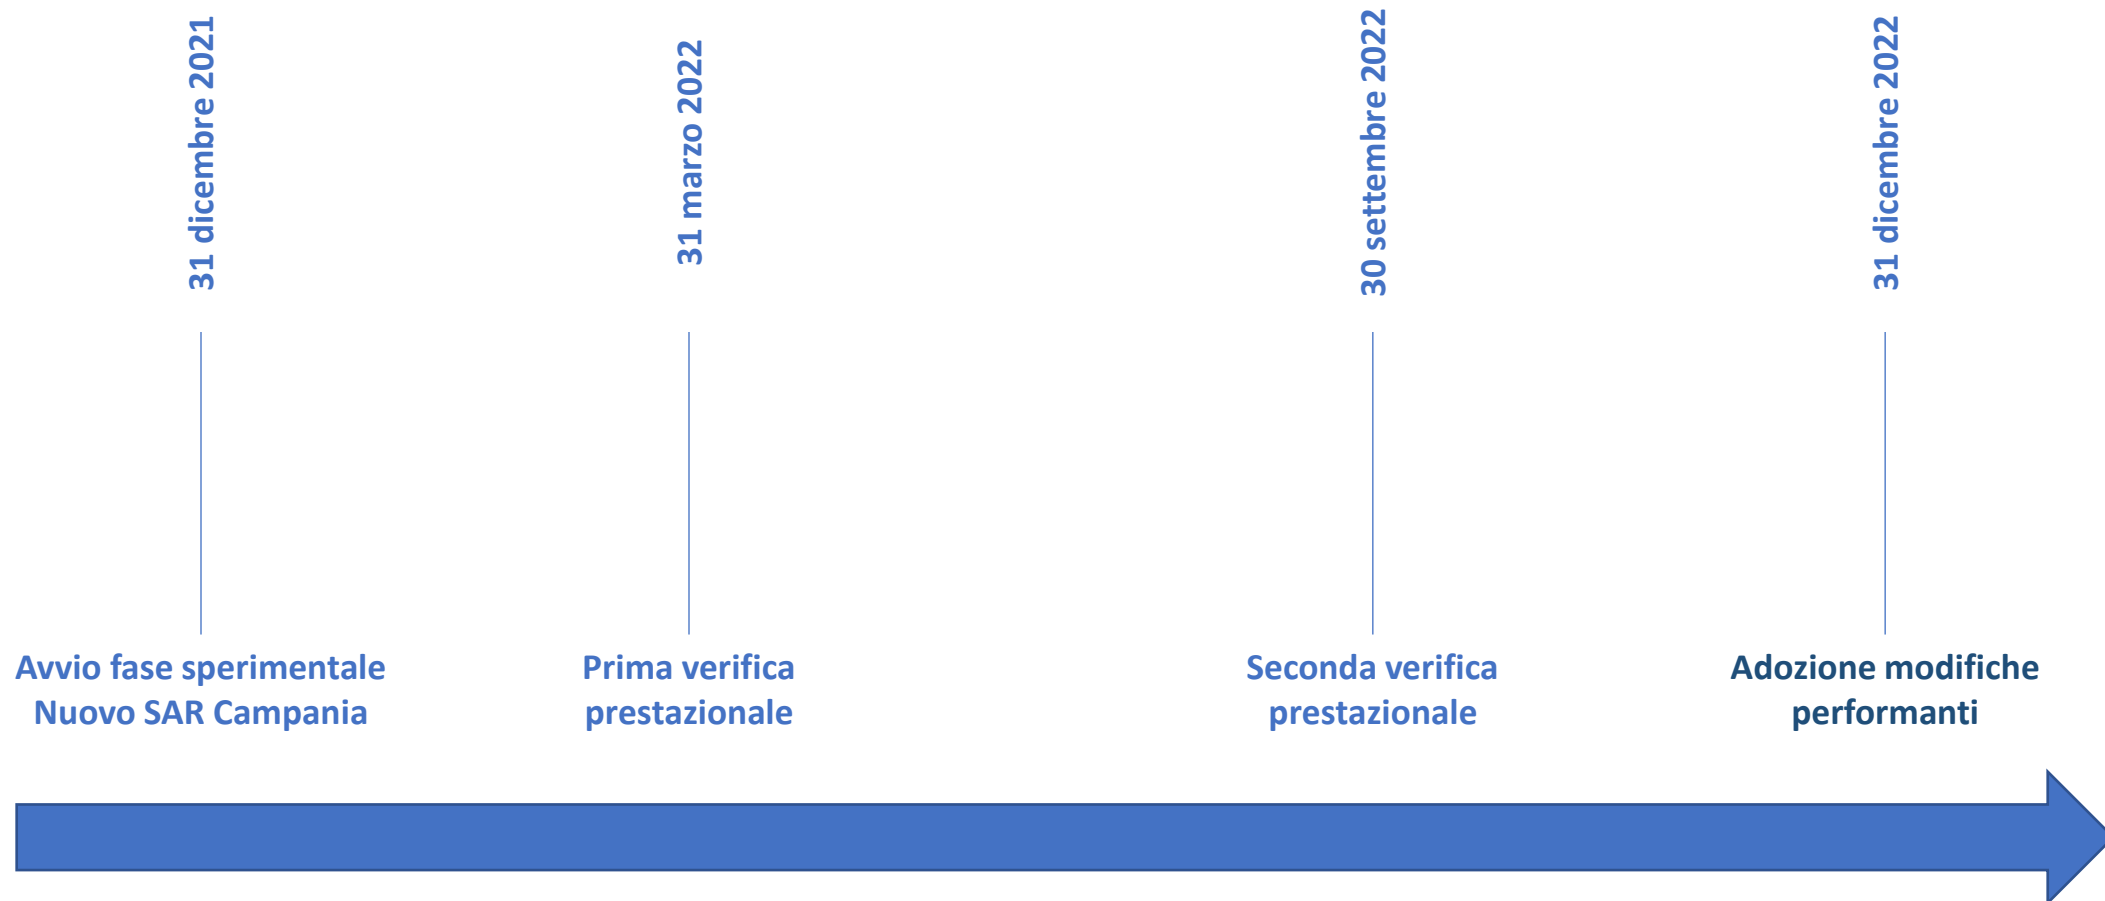 31 dicembre 2021
31 marzo 2022
30 settembre 2022
31 dicembre 2022
Avvio fase sperimentale
Nuovo SAR Campania
Prima verifica
prestazionale
Seconda verifica
prestazionale
Adozione modifiche
performanti